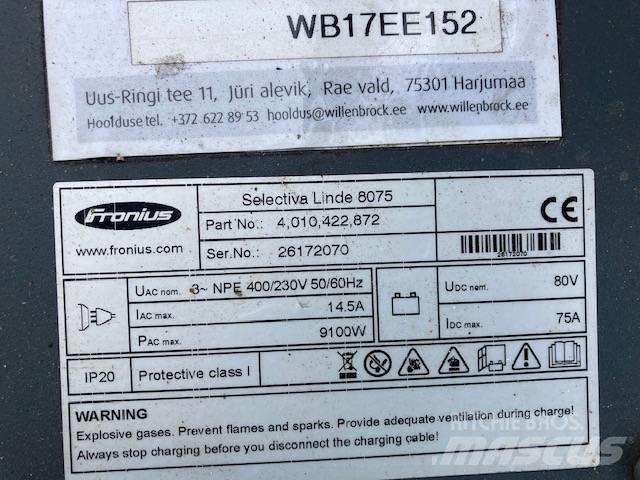 WB17EE152
Uus-Ringi tee 11, Jüri alevik, Rae vald, 75301 Harjumaa
Hoolduse tel. +372 622 89 53 hooldus@willenbrock.ee www.willenbrock.ee
Fronius
www.fronius.com
Selectiva Linde 8075
Part No.: 4,010,422,872
Ser.No.: 26172070
CE
26172070
UAC nom. 3~ NPE 400/230V 50/60Hz
IAC max. 14.5A
PAC max. 9100W
UDC nom. 80V
IDC max. 75A
IP20 Protective class I
WARNING
Explosive gases. Prevent flames and sparks. Provide adequate ventilation during charge!
Always stop charging before you disconnect the charging cable!
RITCHIE BROS.
MASCUS